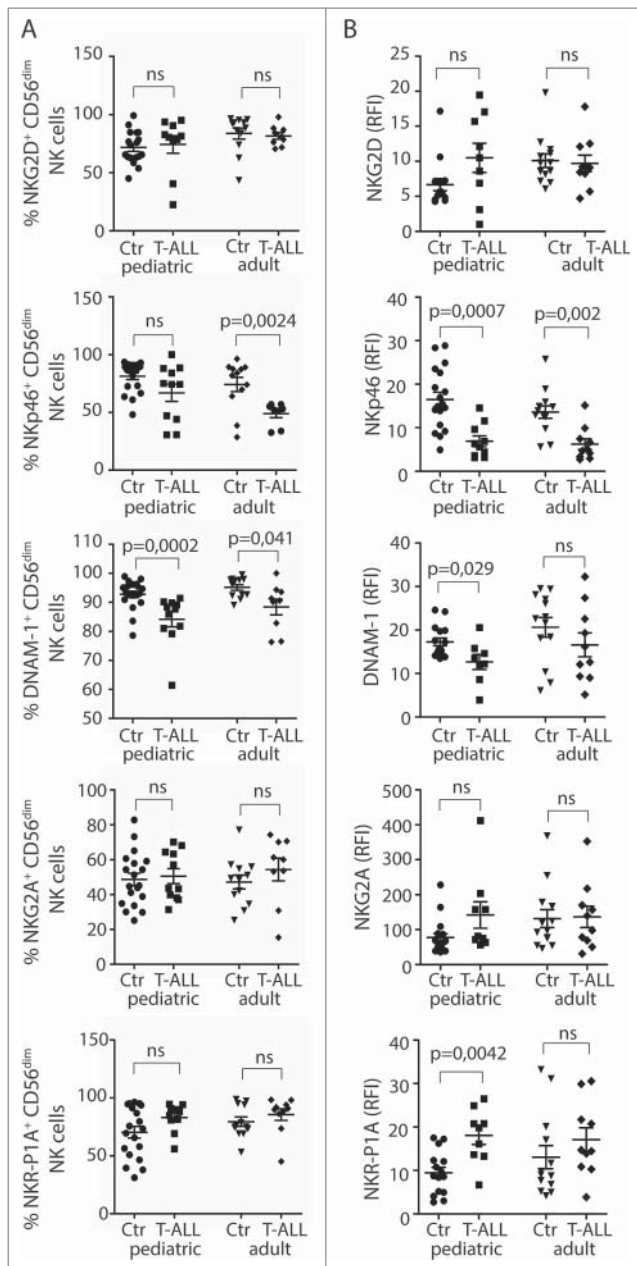 A
% NKG2D⁺ CD56ᵈⁱᵐ
NK cells
150
100
50
0
ns
ns
Ctr T-ALL Ctr T-ALL
pediatric adult
% NKp46⁺ CD56ᵈⁱᵐ
NK cells
150
100
50
0
ns
p=0,0024
Ctr T-ALL Ctr T-ALL
pediatric adult
% DNAM-1⁺ CD56ᵈⁱᵐ
NK cells
110
100
90
80
70
60
50
p=0,0002
p=0,041
Ctr T-ALL Ctr T-ALL
pediatric adult
% NKG2A⁺ CD56ᵈⁱᵐ
NK cells
100
80
60
40
20
0
ns
ns
Ctr T-ALL Ctr T-ALL
pediatric adult
% NKR-P1A⁺ CD56ᵈⁱᵐ
NK cells
150
100
50
0
ns
ns
Ctr T-ALL Ctr T-ALL
pediatric adult
B
NKG2D (RFI)
25
20
15
10
5
0
ns
ns
Ctr T-ALL Ctr T-ALL
pediatric adult
NKp46 (RFI)
40
30
20
10
0
p=0,0007
p=0,002
Ctr T-ALL Ctr T-ALL
pediatric adult
DNAM-1 (RFI)
40
30
20
10
0
p=0,029
ns
Ctr T-ALL Ctr T-ALL
pediatric adult
NKG2A (RFI)
500
400
300
200
100
0
ns
ns
Ctr T-ALL Ctr T-ALL
pediatric adult
NKR-P1A (RFI)
40
30
20
10
0
p=0,0042
ns
Ctr T-ALL Ctr T-ALL
pediatric adult